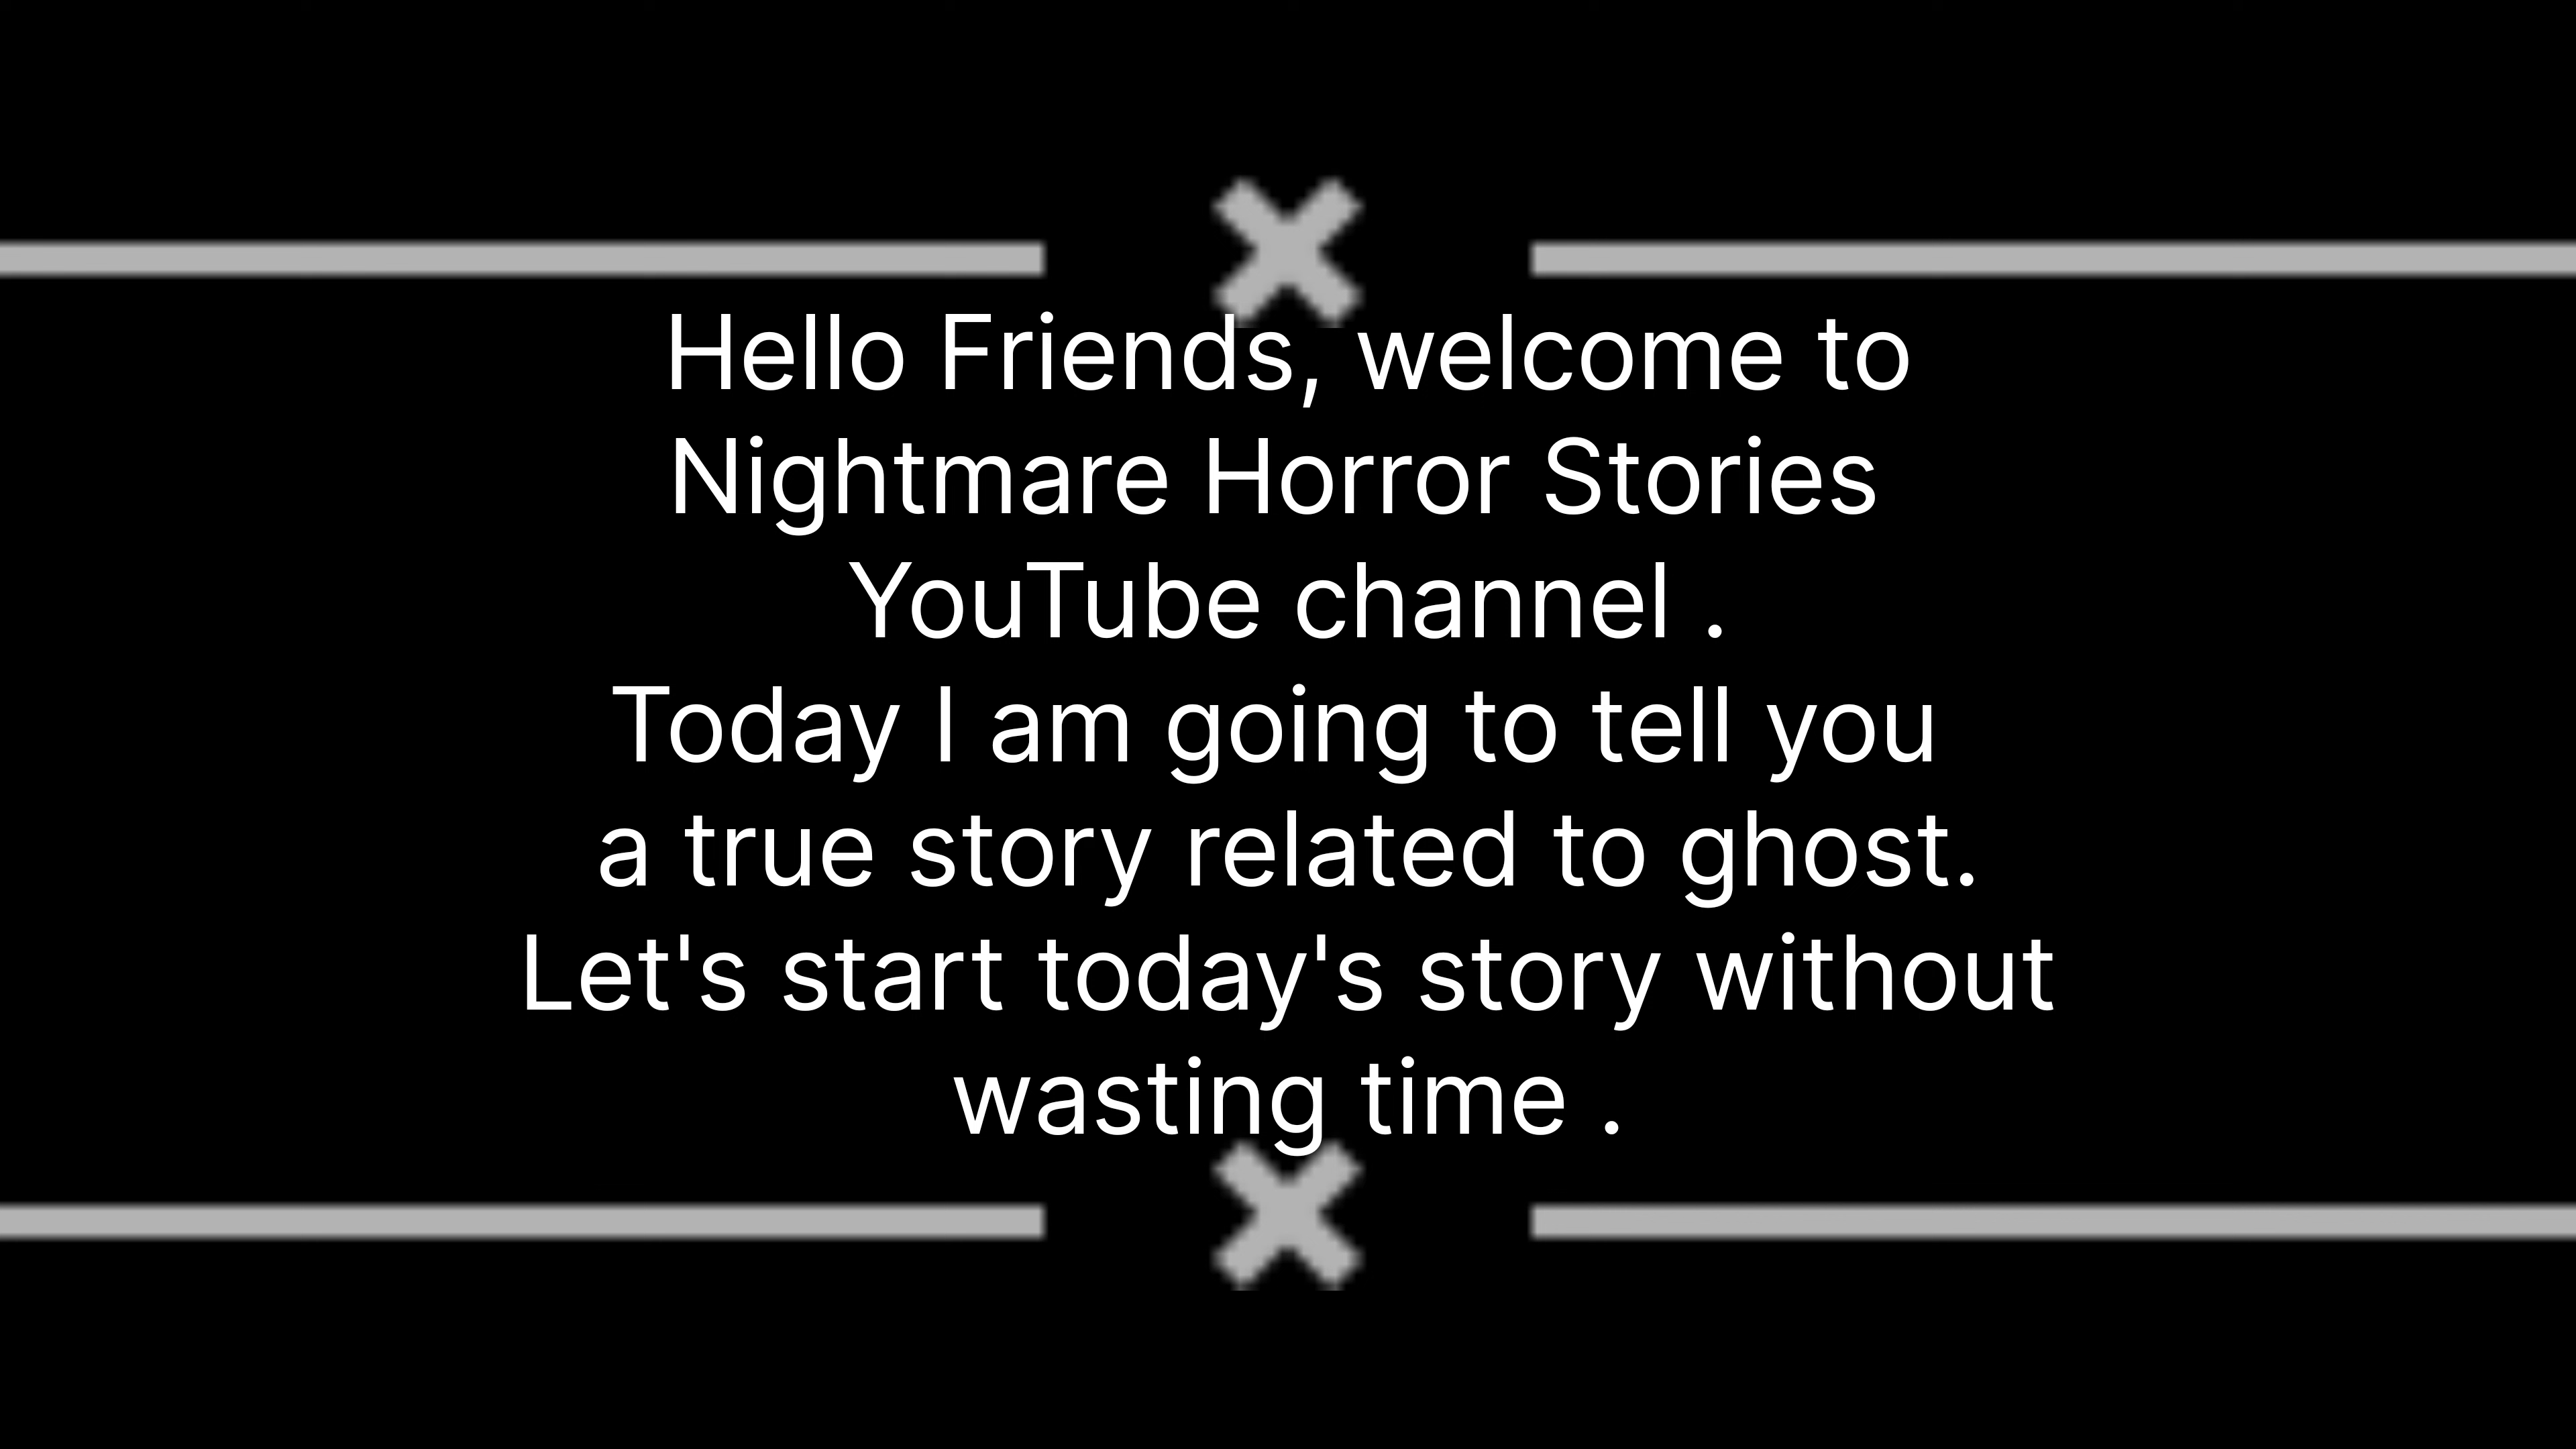 Hello Friends, welcome to
Nightmare Horror Stories
YouTube channel .
Today I am going to tell you
a true story related to ghost.
Let's start today's story without
wasting time .